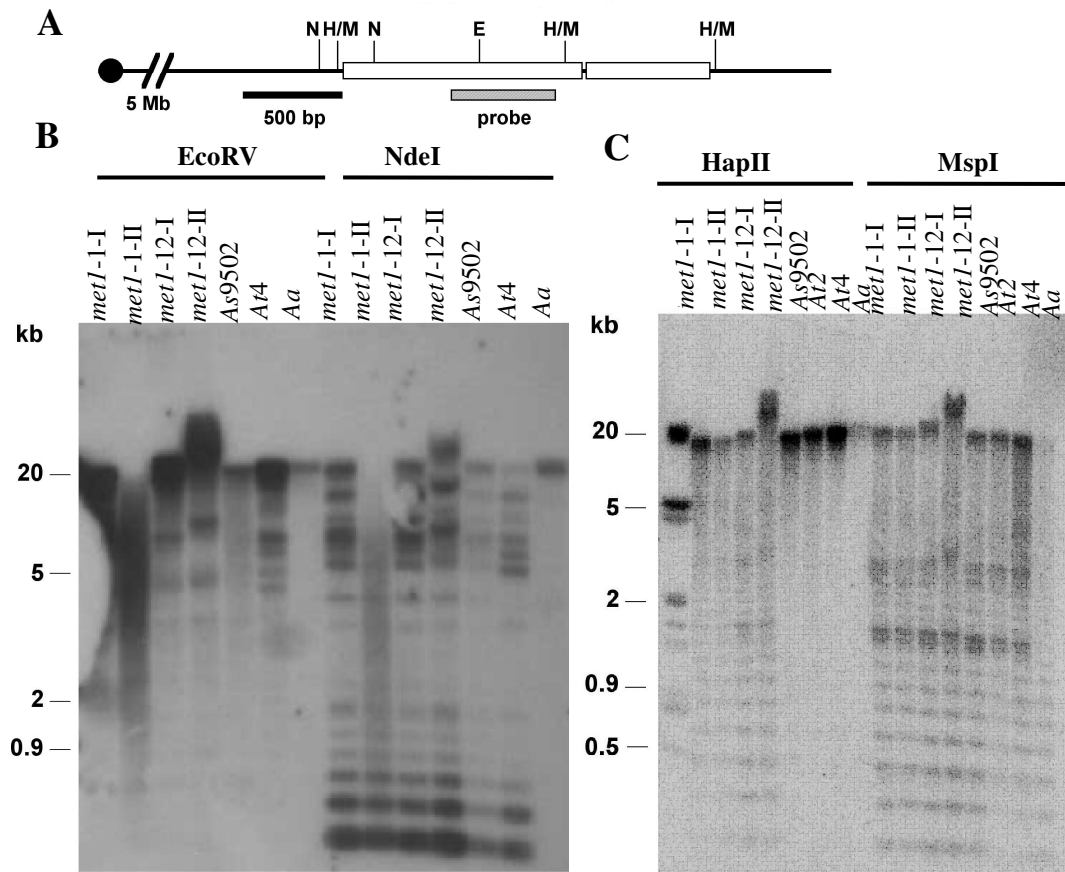 A
N H/M N E H/M H/M
5 Mb
500 bp
probe
B
EcoRV NdeI
met1-1-I
met1-1-II
met1-12-I
met1-12-II
As9502
At4
Aa
met1-1-I
met1-1-II
met1-12-I
met1-12-II
As9502
At4
Aa
kb
20
5
2
0.9
C
HapII MspI
met1-1-I
met1-1-II
met1-12-I
met1-12-II
As9502
At2
At4
Aa
met1-1-I
met1-1-II
met1-12-I
met1-12-II
As9502
At2
At4
Aa
kb
20
5
2
0.9
0.5